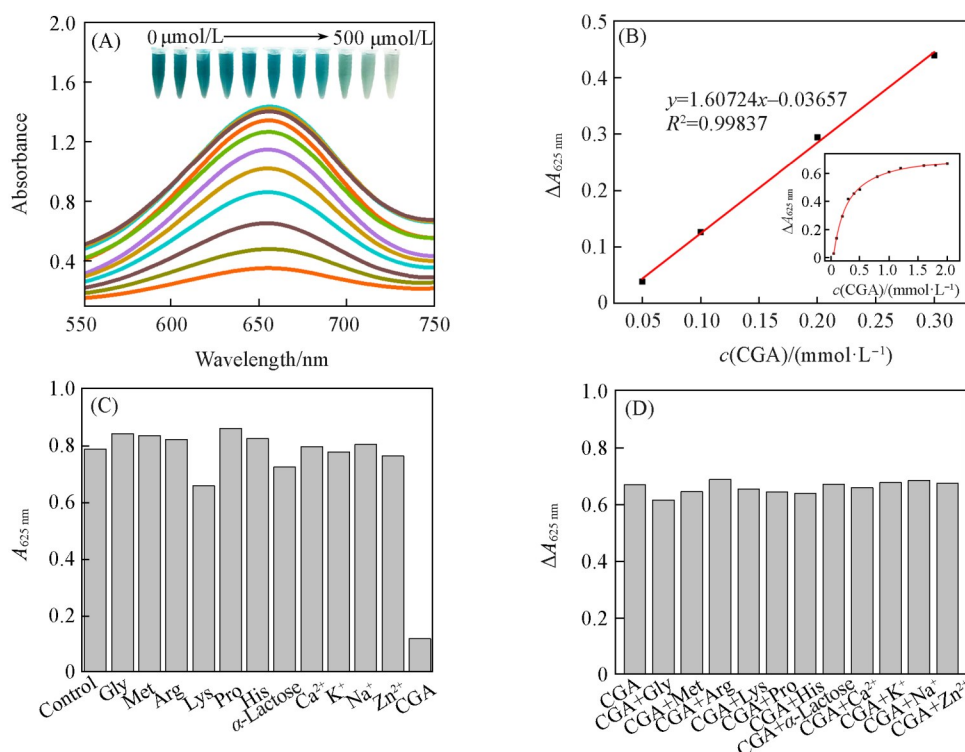 (A)
0 μmol/L
500 μmol/L
2.0
1.6
1.2
0.8
0.4
Absorbance
550
600
650
700
750
Wavelength/nm
(B)
y=1.60724x–0.03657
R²=0.99837
0.5
0.4
0.3
0.2
0.1
0
ΔA625 nm
0.05
0.10
0.15
0.20
0.25
0.30
c(CGA)/(mmol·L⁻¹)
0.6
0.4
0.2
0
ΔA625 nm
0
0.5
1.0
1.5
2.0
c(CGA)/(mmol·L⁻¹)
(C)
1.0
0.8
0.6
0.4
0.2
0
A625 nm
Control
Gly
Met
Arg
Lys
Pro
His
α-Lactose
Ca²⁺
K⁺
Na⁺
Zn²⁺
CGA
(D)
1.0
0.8
0.6
0.4
0.2
0
ΔA625 nm
CGA
CGA+Gly
CGA+Met
CGA+Arg
CGA+Lys
CGA+Pro
CGA+His
CGA+α-Lactose
CGA+Ca²⁺
CGA+K⁺
CGA+Na⁺
CGA+Zn²⁺